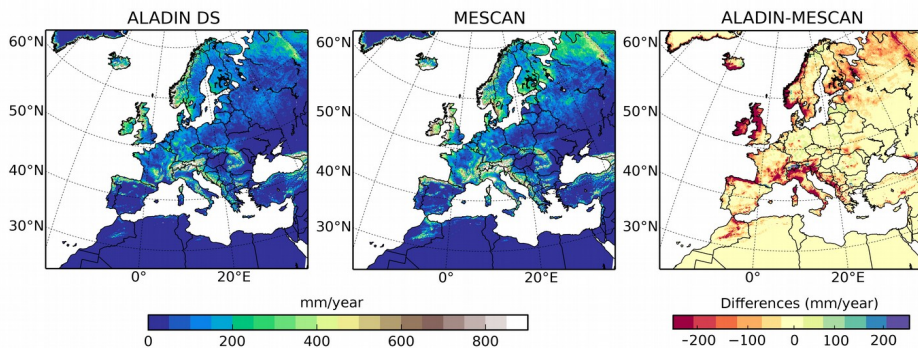 ALADIN DS
MESCAN
ALADIN-MESCAN
60°N
60°N
60°N
50°N
50°N
50°N
40°N
40°N
40°N
30°N
30°N
30°N
0°
20°E
0°
20°E
0°
20°E
mm/year
0
200
400
600
800
Differences (mm/year)
−200
−100
0
100
200